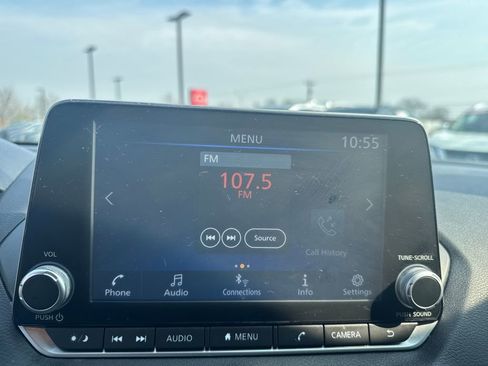 MENU 10:55
FM
107.5
FM
Source
Call History
VOL
TUNE•SCROLL
Phone Audio Connections Info Settings
PUSH
PUSH SOUND
AUDIO MENU CAMERA